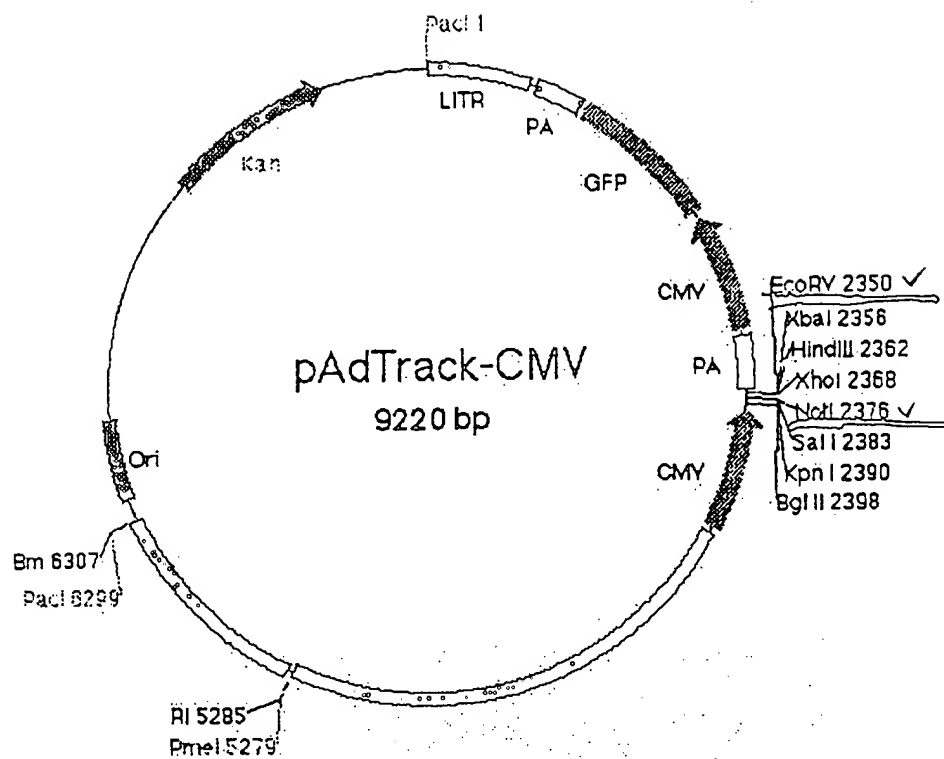 PacI 1
LITR
PA
GFP
Kan
CMV
EcoRV 2350 ✓
XbaI 2356
HindIII 2362
PA
XhoI 2368
pAdTrack-CMV
NotI 2376 ✓
9220 bp
SalI 2383
Ori
CMV
KpnI 2390
BglII 2398
Bm 6307
PacI 6299
RI 5285
PmeI 5279